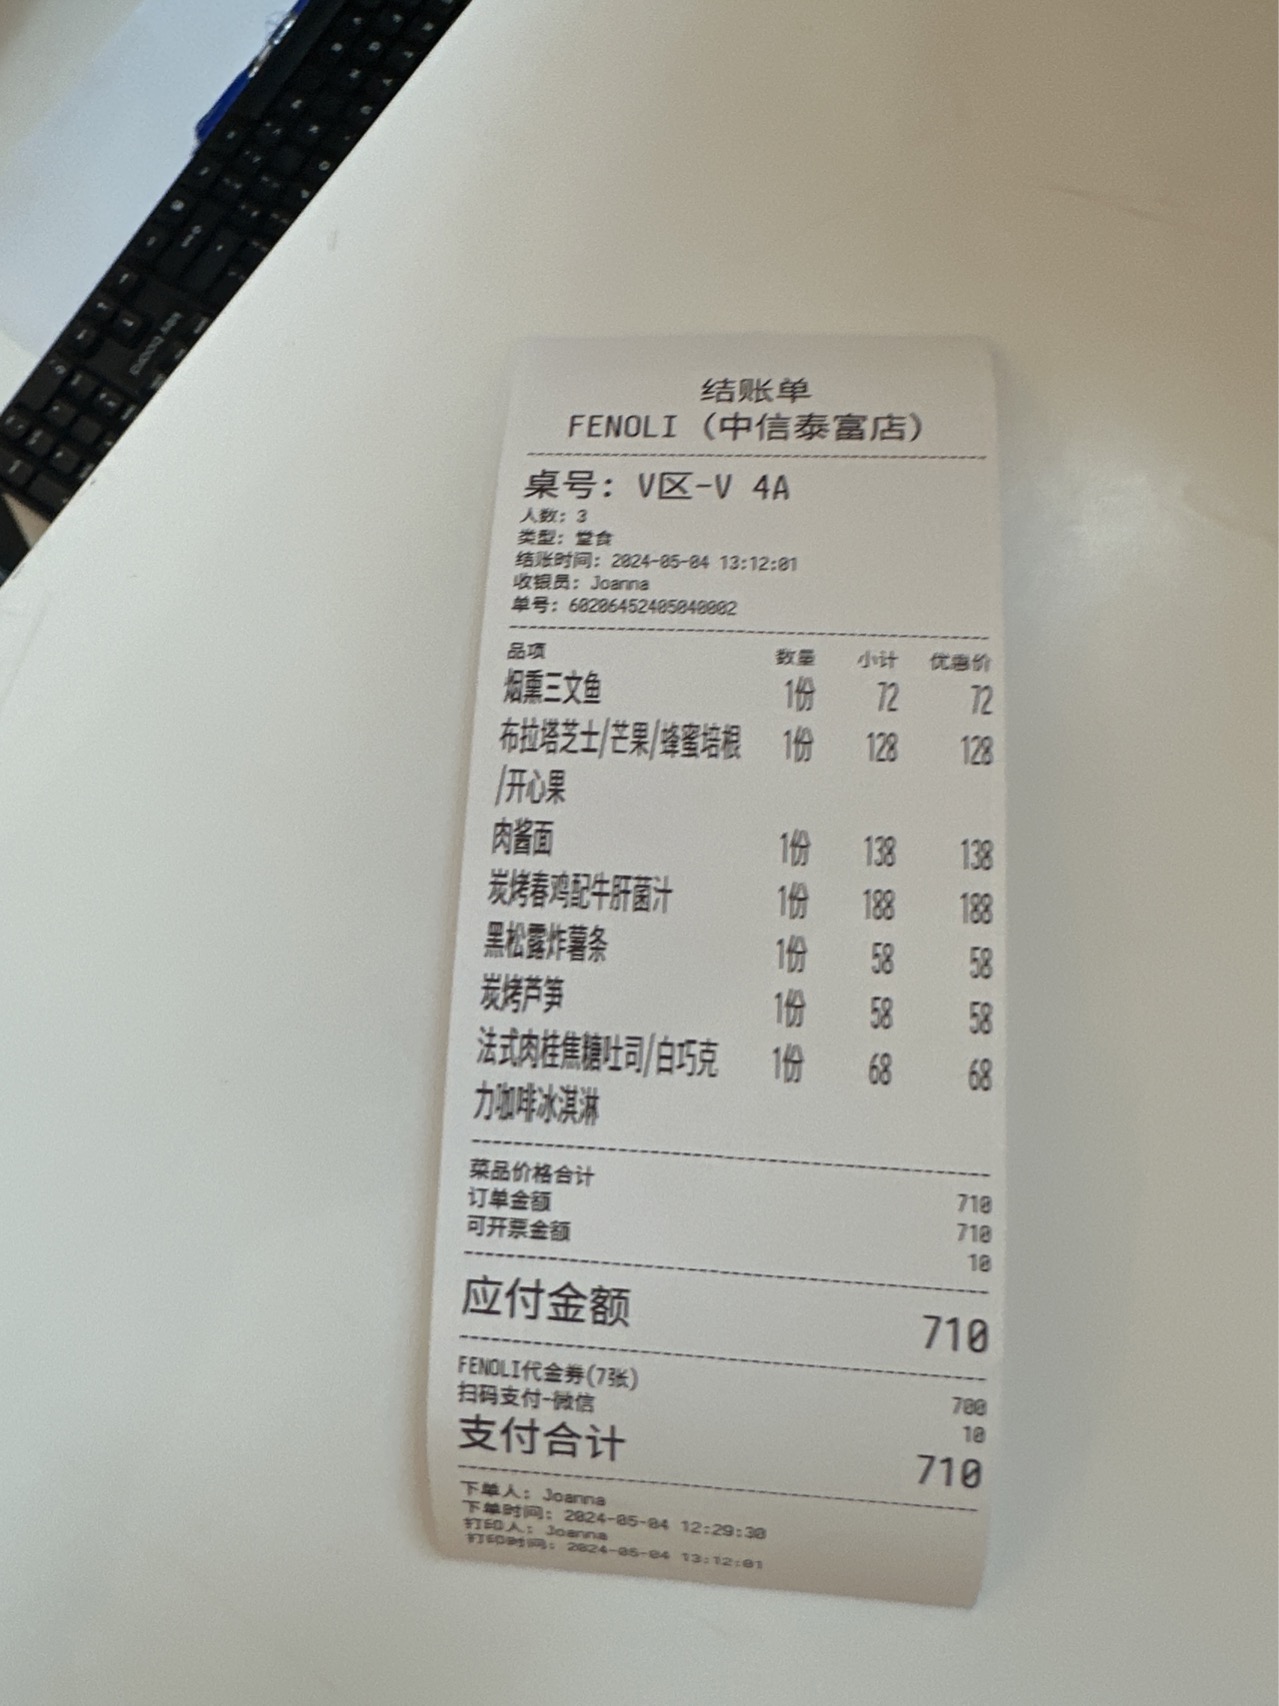 结账单
FENOLI（中信泰富店）
桌号：V区-V 4A
人数：3
类型：堂食
结账时间：2024-05-04 13:12:01
收银员：Joanna
单号：602064524050400​02
品项 数量 小计 优惠价
烟熏三文鱼 1份 72 72
布拉塔芝士/芒果/蜂蜜培根 1份 128 128
/开心果
肉酱面 1份 138 138
炭烤春鸡配牛肝菌汁 1份 188 188
黑松露炸薯条 1份 58 58
炭烤芦笋 1份 58 58
法式肉桂焦糖吐司/白巧克 1份 68 68
力咖啡冰淇淋
菜品价格合计 710
订单金额 710
可开票金额 10
应付金额 710
FENOLI代金券(7张) 700
扫码支付-微信 10
支付合计 710
下单人：Joanna
下单时间：2024-05-04 12:29:30
打印人：Joanna
打印时间：2024-05-04 13:12:01